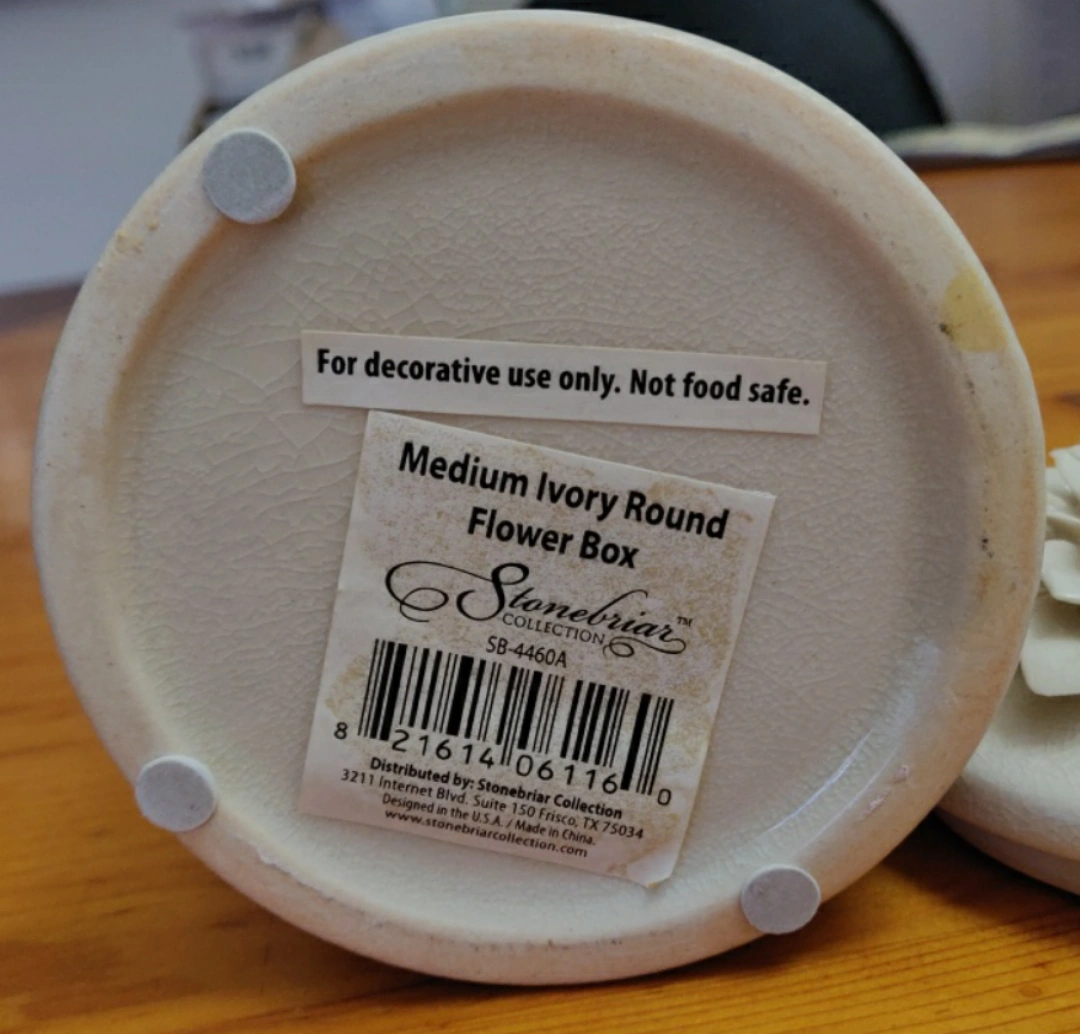 For decorative use only. Not food safe.
Medium Ivory Round
Flower Box
Stonebriar™
COLLECTION
SB-4460A
8 21614 06116 0
Distributed by: Stonebriar Collection
3211 Internet Blvd. Suite 150 Frisco, TX 75034
Designed in the U.S.A. / Made in China.
www.stonebriarcollection.com